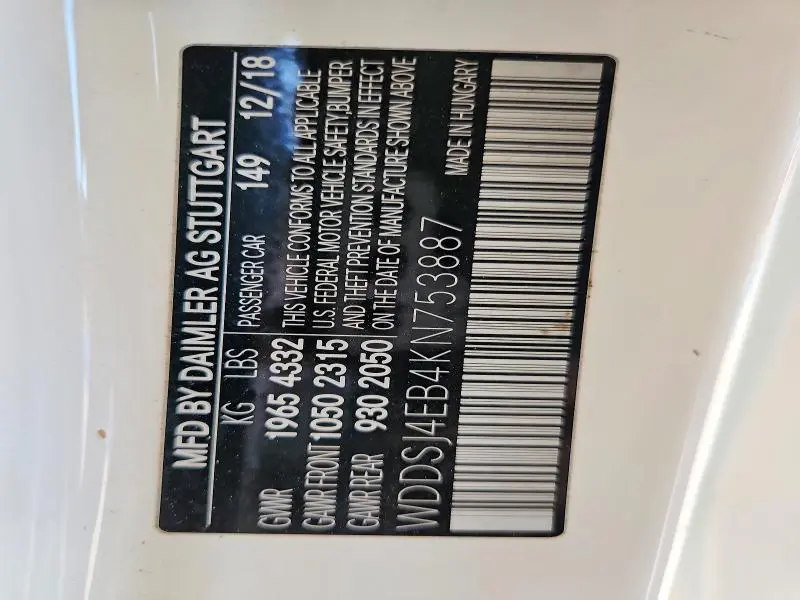 MFD BY DAIMLER AG STUTTGART
KG LBS PASSENGER CAR 149 12/18
GVWR 1965 4332 THIS VEHICLE CONFORMS TO ALL APPLICABLE
GAWR FRONT 1050 2315 U.S. FEDERAL MOTOR VEHICLE SAFETY, BUMPER
GAWR REAR 930 2050 AND THEFT PREVENTION STANDARDS IN EFFECT
ON THE DATE OF MANUFACTURE SHOWN ABOVE
WDDSJ4EB4KN753887
MADE IN HUNGARY